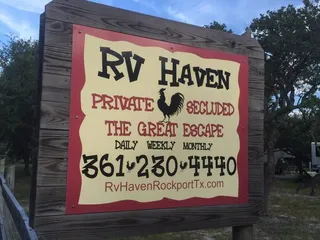 RV HAVEN
PRIVATE SECLUDED
THE GREAT ESCAPE
DAILY WEEKLY MONTHLY
361-230-4440
RvHavenRockportTx.com